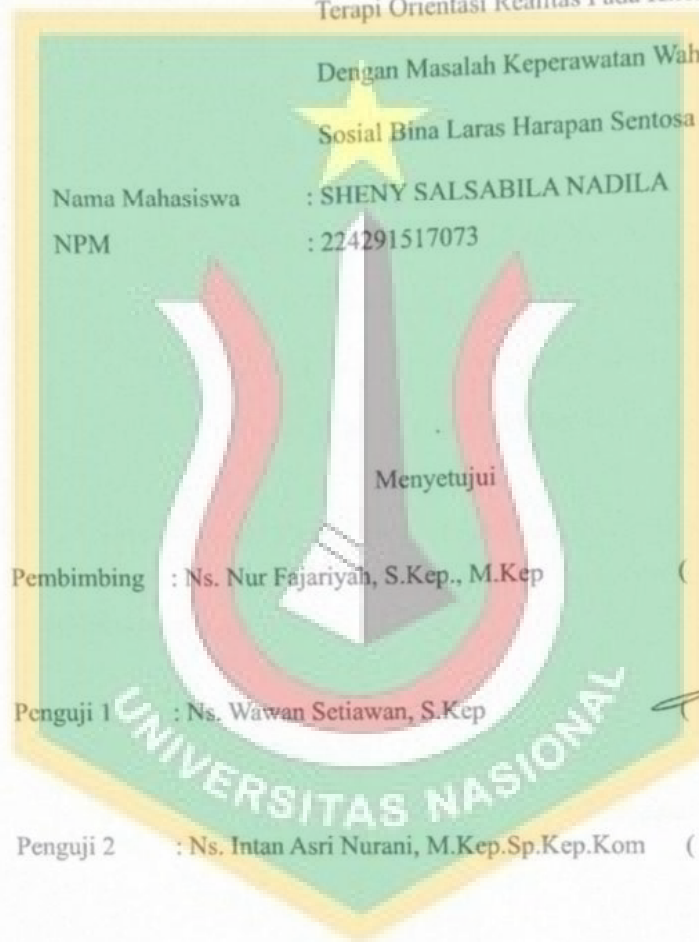 Terapi Orientasi Realitas Pada
Dengan Masalah Keperawatan Wah
Sosial Bina Laras Harapan Sentosa
Nama Mahasiswa : SHENY SALSABILA NADILA
NPM : 224291517073
Menyetujui
Pembimbing : Ns. Nur Fajariyah, S.Kep., M.Kep (
Penguji 1 : Ns. Wawan Setiawan, S.Kep (
UNIVERSITAS NASIONAL
Penguji 2 : Ns. Intan Asri Nurani, M.Kep.Sp.Kep.Kom (